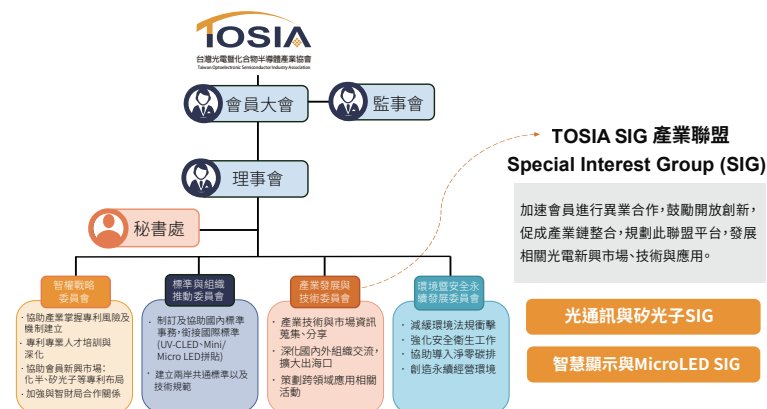 TOSIA
台灣光電暨化合物半導體產業協會
Taiwan Optoelectronic Semiconductor Industry Association
會員大會
監事會
理事會
秘書處
智權戰略
委員會
·協助產業掌握專利風險及
機制建立
·專利專業人才培訓與
深化
·協助會員新興市場：
化半、矽光子等專利布局
·加強與智財局合作關係
標準與組織
推動委員會
· 制訂及協助國內標準
事務，銜接國際標準
(UV-CLED、Mini/
Micro LED拼貼)
· 建立兩岸共通標準以及
技術規範
產業發展與
技術委員會
· 產業技術與市場資訊
蒐集、分享
· 深化國內外組織交流，
擴大出海口
· 策劃跨領域應用相關
活動
環境暨安全永
續發展委員會
· 減緩環境法規衝擊
· 強化安全衛生工作
· 協助導入淨零碳排
· 創造永續經營環境
TOSIA SIG 產業聯盟
Special Interest Group (SIG)
加速會員進行異業合作，鼓勵開放創新，
促成產業鏈整合，規劃此聯盟平台，發展
相關光電新興市場、技術與應用。
光通訊與矽光子SIG
智慧顯示與MicroLED SIG